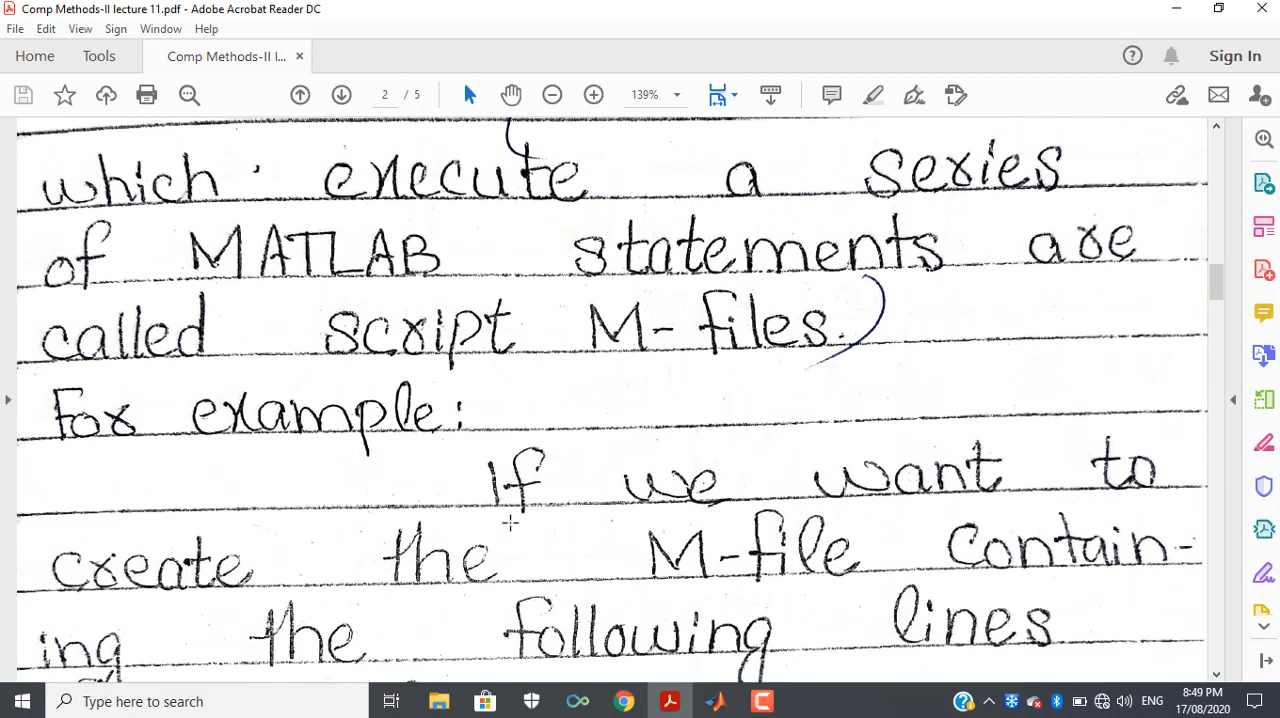 Comp Methods-II lecture 11.pdf - Adobe Acrobat Reader DC
File Edit View Sign Window Help
Home Tools Comp Methods-II l... × Sign In
2 / 5 139%
which execute a series
of MATLAB statements are
called script M-files.)
For example:
If we want to
create the M-file contain-
ing the following lines
Type here to search
ENG
8:49 PM
17/08/2020